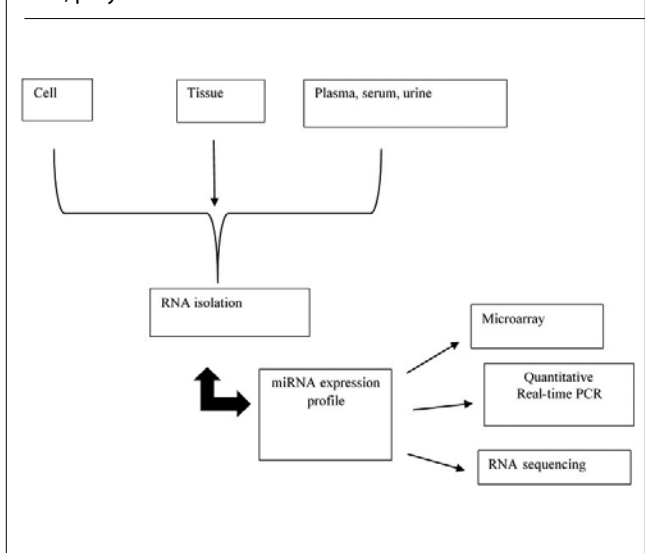 Cell
Tissue
Plasma, serum, urine
RNA isolation
miRNA expression
profile
Microarray
Quantitative
Real-time PCR
RNA sequencing